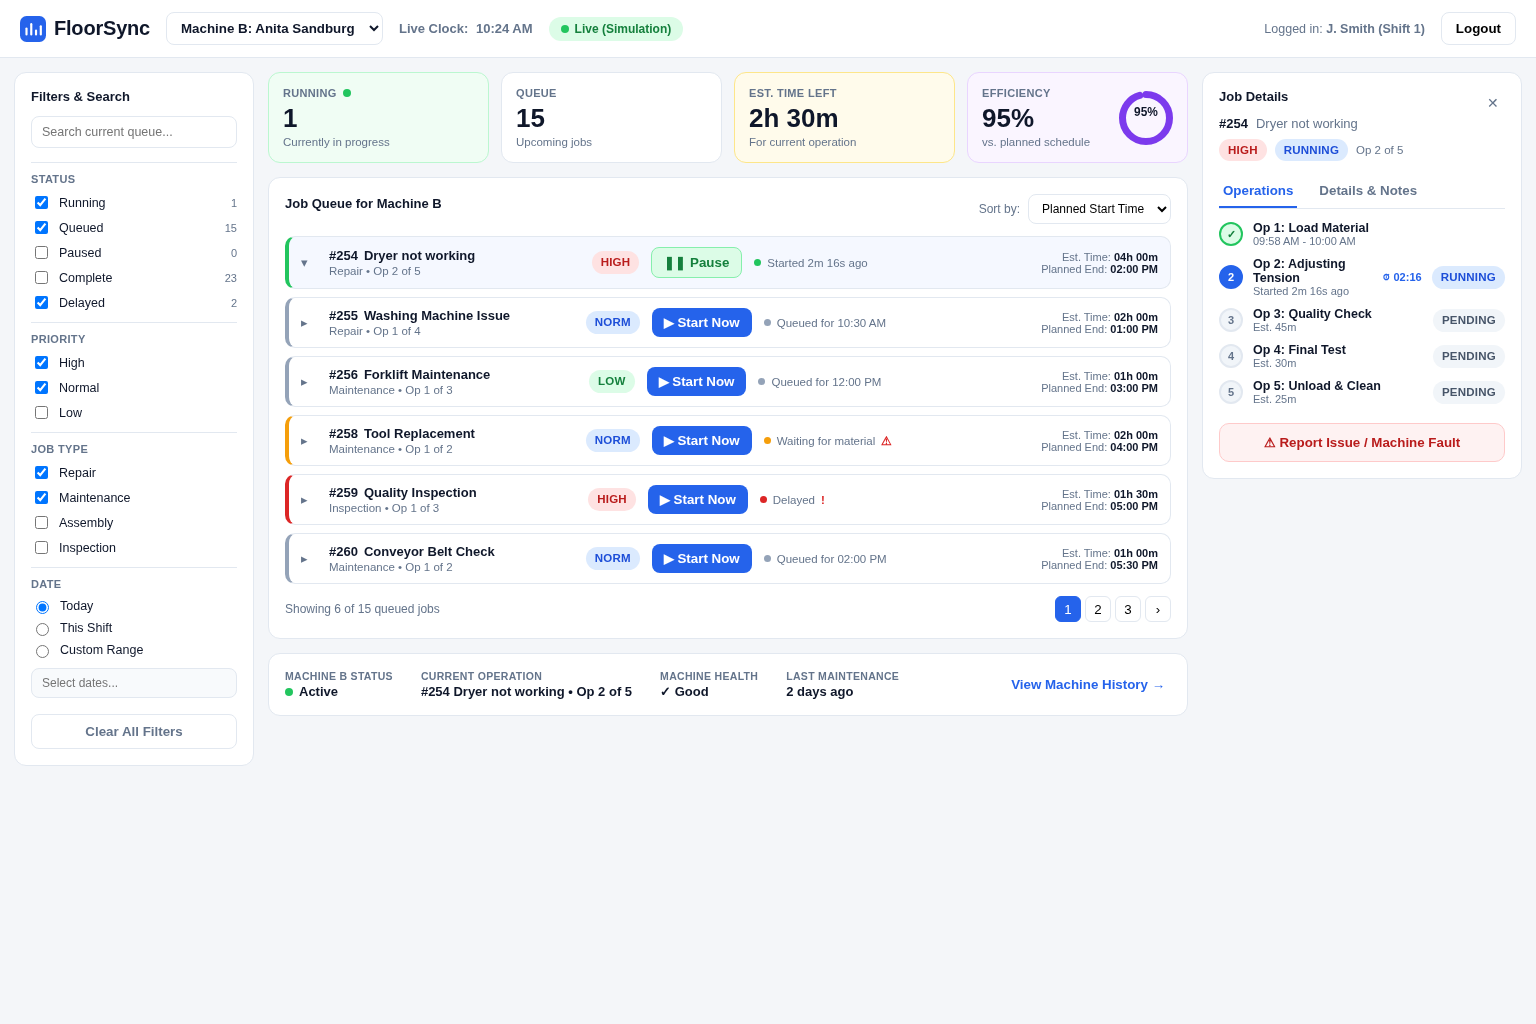 FloorSync
Machine B: Anita Sandburg
Live Clock: 10:24 AM
Live (Simulation)
Logged in: J. Smith (Shift 1)
Logout
Filters & Search
Search current queue...
STATUS
Running 1
Queued 15
Paused 0
Complete 23
Delayed 2
PRIORITY
High
Normal
Low
JOB TYPE
Repair
Maintenance
Assembly
Inspection
DATE
Today
This Shift
Custom Range
Select dates...
Clear All Filters
RUNNING
1
Currently in progress
QUEUE
15
Upcoming jobs
EST. TIME LEFT
2h 30m
For current operation
EFFICIENCY
95%
vs. planned schedule
95%
Job Queue for Machine B
Sort by: Planned Start Time
▾ #254 Dryer not working
Repair • Op 2 of 5
HIGH
❚❚ Pause
Started 2m 16s ago
Est. Time: 04h 00m
Planned End: 02:00 PM
▸ #255 Washing Machine Issue
Repair • Op 1 of 4
NORM
▶ Start Now
Queued for 10:30 AM
Est. Time: 02h 00m
Planned End: 01:00 PM
▸ #256 Forklift Maintenance
Maintenance • Op 1 of 3
LOW
▶ Start Now
Queued for 12:00 PM
Est. Time: 01h 00m
Planned End: 03:00 PM
▸ #258 Tool Replacement
Maintenance • Op 1 of 2
NORM
▶ Start Now
Waiting for material ⚠
Est. Time: 02h 00m
Planned End: 04:00 PM
▸ #259 Quality Inspection
Inspection • Op 1 of 3
HIGH
▶ Start Now
Delayed !
Est. Time: 01h 30m
Planned End: 05:00 PM
▸ #260 Conveyor Belt Check
Maintenance • Op 1 of 2
NORM
▶ Start Now
Queued for 02:00 PM
Est. Time: 01h 00m
Planned End: 05:30 PM
Showing 6 of 15 queued jobs
1 2 3 ›
MACHINE B STATUS
Active
CURRENT OPERATION
#254 Dryer not working • Op 2 of 5
MACHINE HEALTH
✓ Good
LAST MAINTENANCE
2 days ago
View Machine History →
Job Details
✕
#254 Dryer not working
HIGH RUNNING Op 2 of 5
Operations Details & Notes
✓ Op 1: Load Material
09:58 AM - 10:00 AM
2 Op 2: Adjusting
Tension
Started 2m 16s ago
02:16
RUNNING
3 Op 3: Quality Check
Est. 45m
PENDING
4 Op 4: Final Test
Est. 30m
PENDING
5 Op 5: Unload & Clean
Est. 25m
PENDING
⚠ Report Issue / Machine Fault